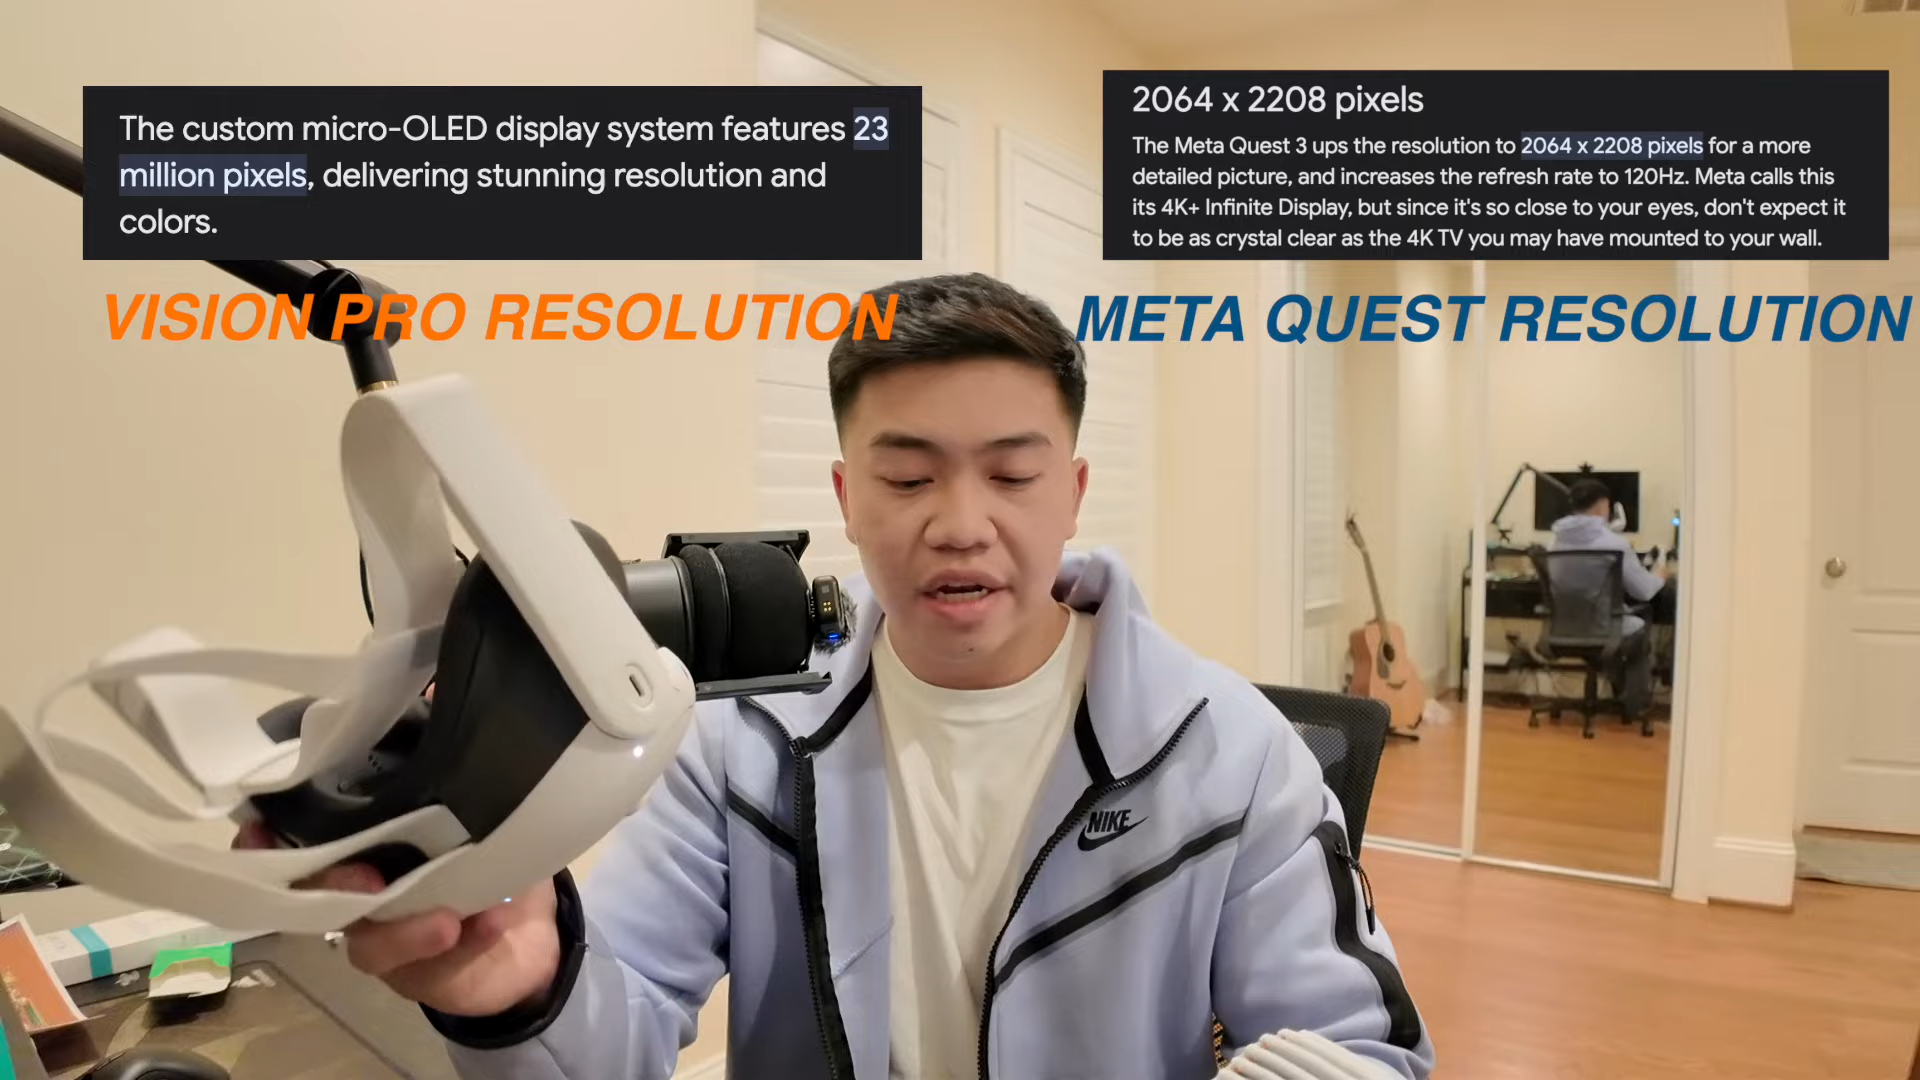 The custom micro-OLED display system features 23
million pixels, delivering stunning resolution and
colors.
VISION PRO RESOLUTION
2064 x 2208 pixels
The Meta Quest 3 ups the resolution to 2064 x 2208 pixels for a more
detailed picture, and increases the refresh rate to 120Hz. Meta calls this
its 4K+ Infinite Display, but since it's so close to your eyes, don't expect it
to be as crystal clear as the 4K TV you may have mounted to your wall.
META QUEST RESOLUTION
NIKE